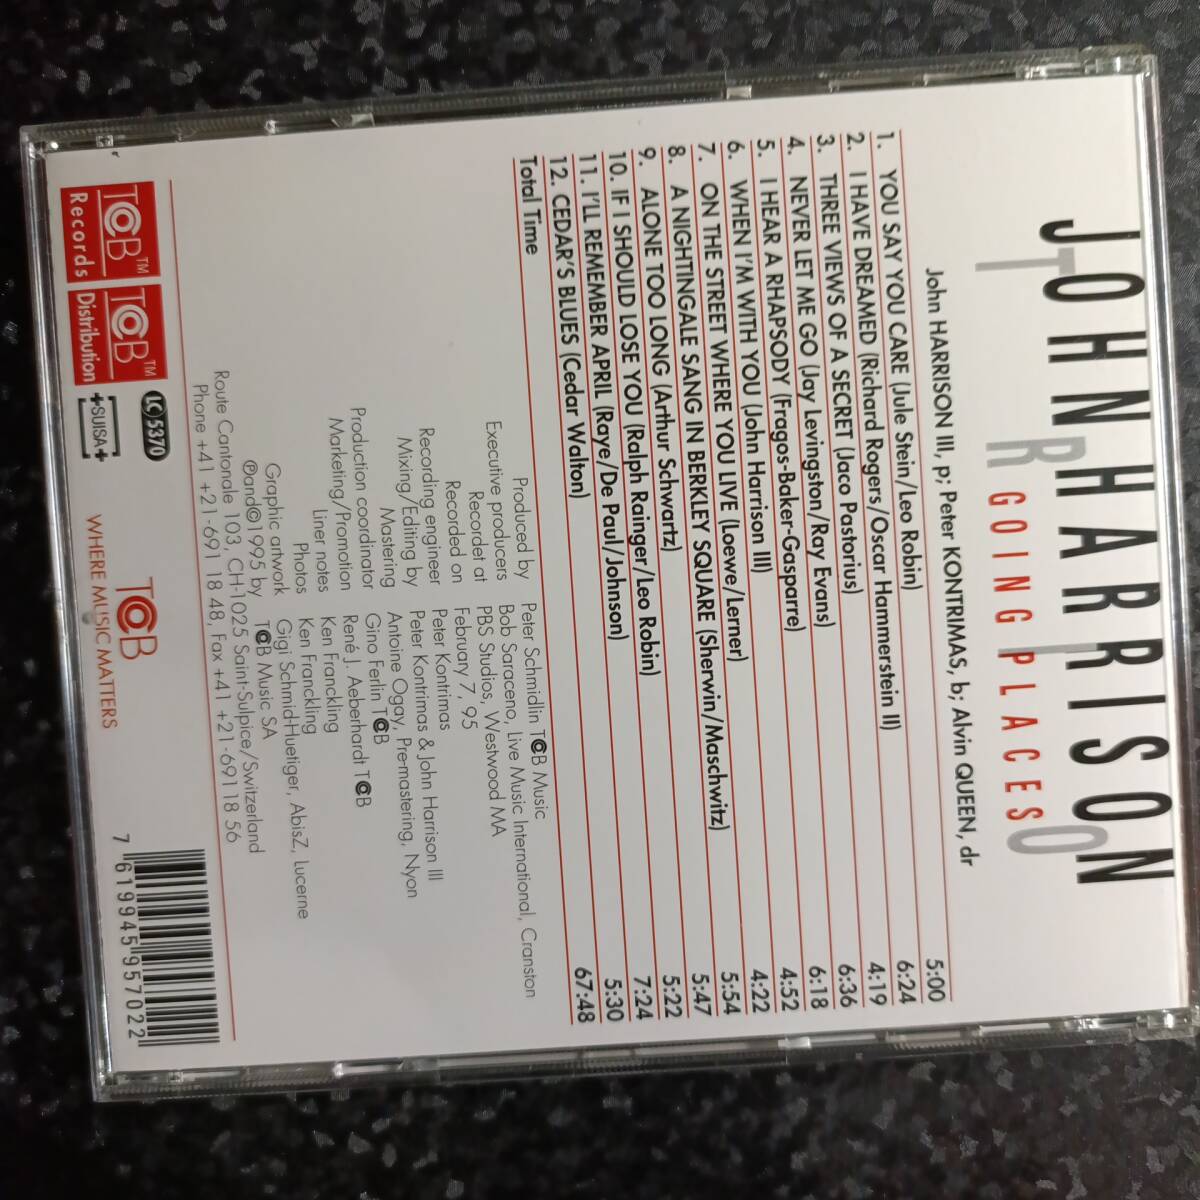 JOHN HARRISON
TRIO
GOING PLACES
John HARRISON III, p; Peter KONTRIMAS, b; Alvin QUEEN, dr
1. YOU SAY YOU CARE (Jule Stein/Leo Robin) 5:00
2. I HAVE DREAMED (Richard Rogers/Oscar Hammerstein II) 6:24
3. THREE VIEWS OF A SECRET (Jaco Pastorius) 4:19
4. NEVER LET ME GO (Jay Levingston/Ray Evans) 6:36
5. I HEAR A RHAPSODY (Fragos-Baker-Gasparre) 6:18
6. WHEN I'M WITH YOU (John Harrison III) 4:52
7. ON THE STREET WHERE YOU LIVE (Loewe/Lerner) 4:22
8. A NIGHTINGALE SANG IN BERKLEY SQUARE (Sherwin/Maschwitz) 5:54
9. ALONE TOO LONG (Arthur Schwartz) 5:47
10. IF I SHOULD LOSE YOU (Ralph Rainger/Leo Robin) 5:22
11. I'LL REMEMBER APRIL (Raye/De Paul/Johnson) 7:24
12. CEDAR'S BLUES (Cedar Walton) 5:30
Total Time 67:48
Produced by Peter Schmidlin TCB Music
Executive producers Bob Saraceno, Live Music International, Cranston
Recordet at PBS Studios, Westwood MA
Recorded on February 7, 95
Recording engineer Peter Kontrimas
Mixing/Editing by Peter Kontrimas & John Harrison III
Mastering Antoine Ogay, Pre-mastering, Nyon
Production coordinator Gino Ferlin TCB
Marketing/Promotion René J. Aeberhardt TCB
Liner notes Ken Franckling
Photos Ken Franckling
Graphic artwork Gigi Schmid-Huetiger, AbisZ, Lucerne
℗and©1995 by TCB Music SA
Route Cantonale 103, CH-1025 Saint-Sulpice/Switzerland
Phone +41 +21-691 18 48, Fax +41 +21-691 18 56
TCB™ Records
TCB™ Distribution
LC 5370
+SUISA+
TCB
WHERE MUSIC MATTERS
7 619945 957022